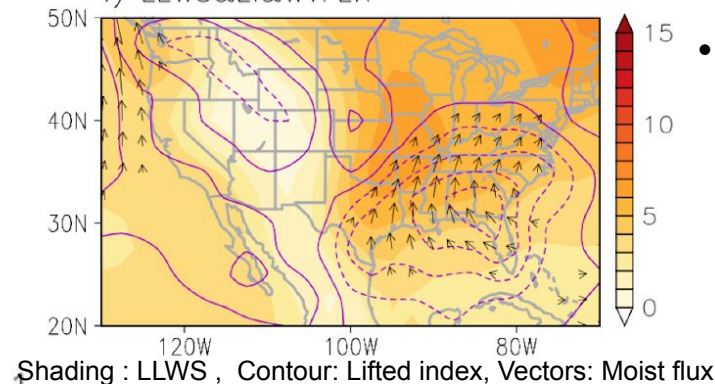 50N
40N
30N
20N
120W
100W
80W
15
10
5
0
•
Shading : LLWS , Contour: Lifted index, Vectors: Moist flux